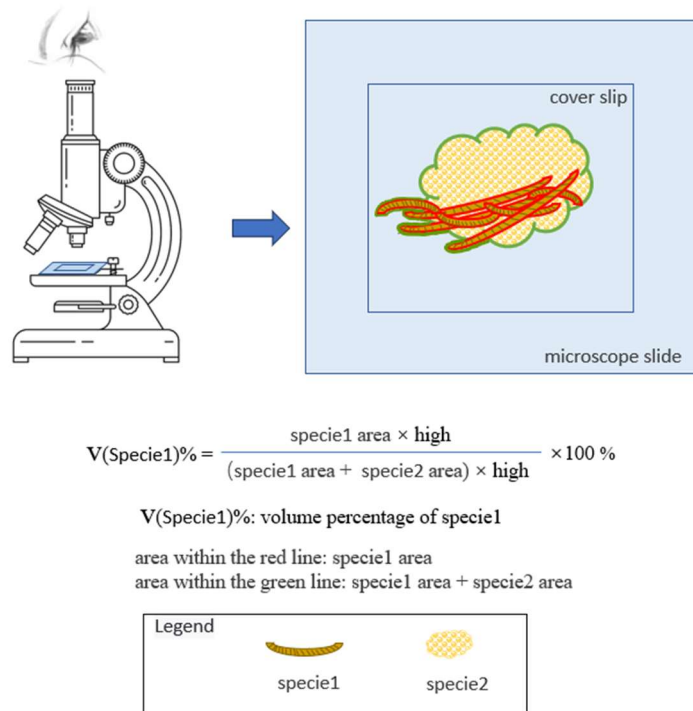 cover slip
microscope slide
V(Specie1)% = specie1 area × high / (specie1 area + specie2 area) × high ×100 %
V(Specie1)%: volume percentage of specie1
area within the red line: specie1 area
area within the green line: specie1 area + specie2 area
Legend
specie1 specie2